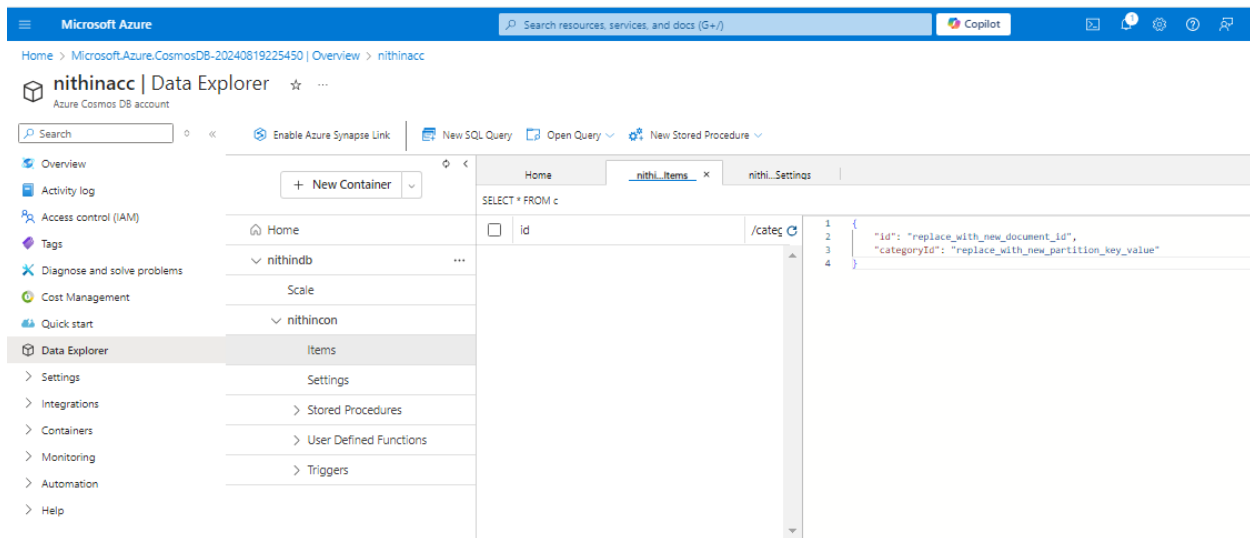 Microsoft Azure
Search resources, services, and docs (G+/)
Copilot
1
Home > Microsoft.Azure.CosmosDB-20240819225450 | Overview > nithinacc
nithinacc | Data Explorer
Azure Cosmos DB account
Search
Overview
Activity log
Access control (IAM)
Tags
Diagnose and solve problems
Cost Management
Quick start
Data Explorer
Settings
Integrations
Containers
Monitoring
Automation
Help
Enable Azure Synapse Link
New SQL Query
Open Query
New Stored Procedure
+ New Container
Home
nithindb
Scale
nithincon
Items
Settings
Stored Procedures
User Defined Functions
Triggers
Home
nithi...Items
nithi...Settings
SELECT * FROM c
id
/categ
1 {
2 "id": "replace_with_new_document_id",
3 "categoryId": "replace_with_new_partition_key_value"
4 }